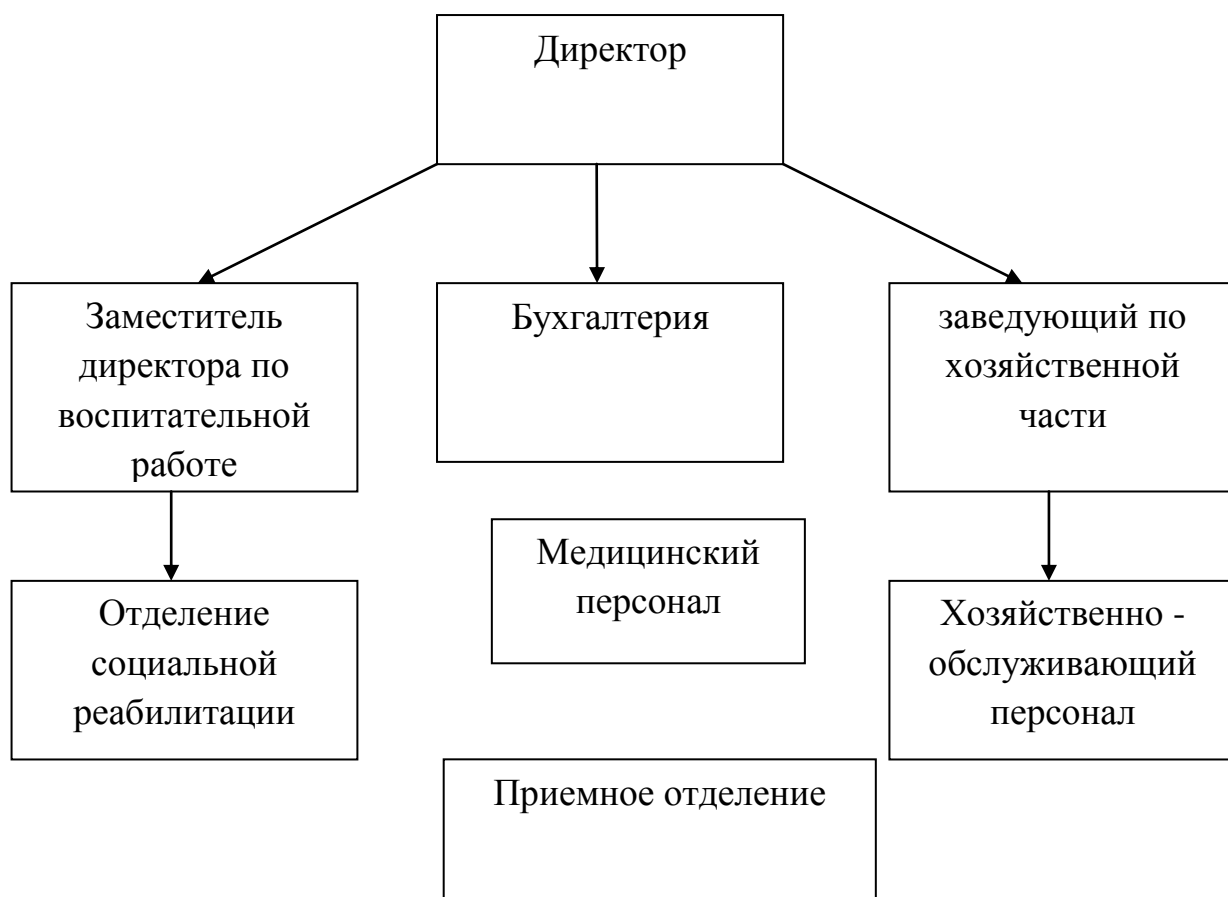 Директор
Заместитель
директора по
воспитательной
работе
Бухгалтерия
заведующий по
хозяйственной
части
Медицинский
персонал
Отделение
социальной
реабилитации
Хозяйственно -
обслуживающий
персонал
Приемное отделение